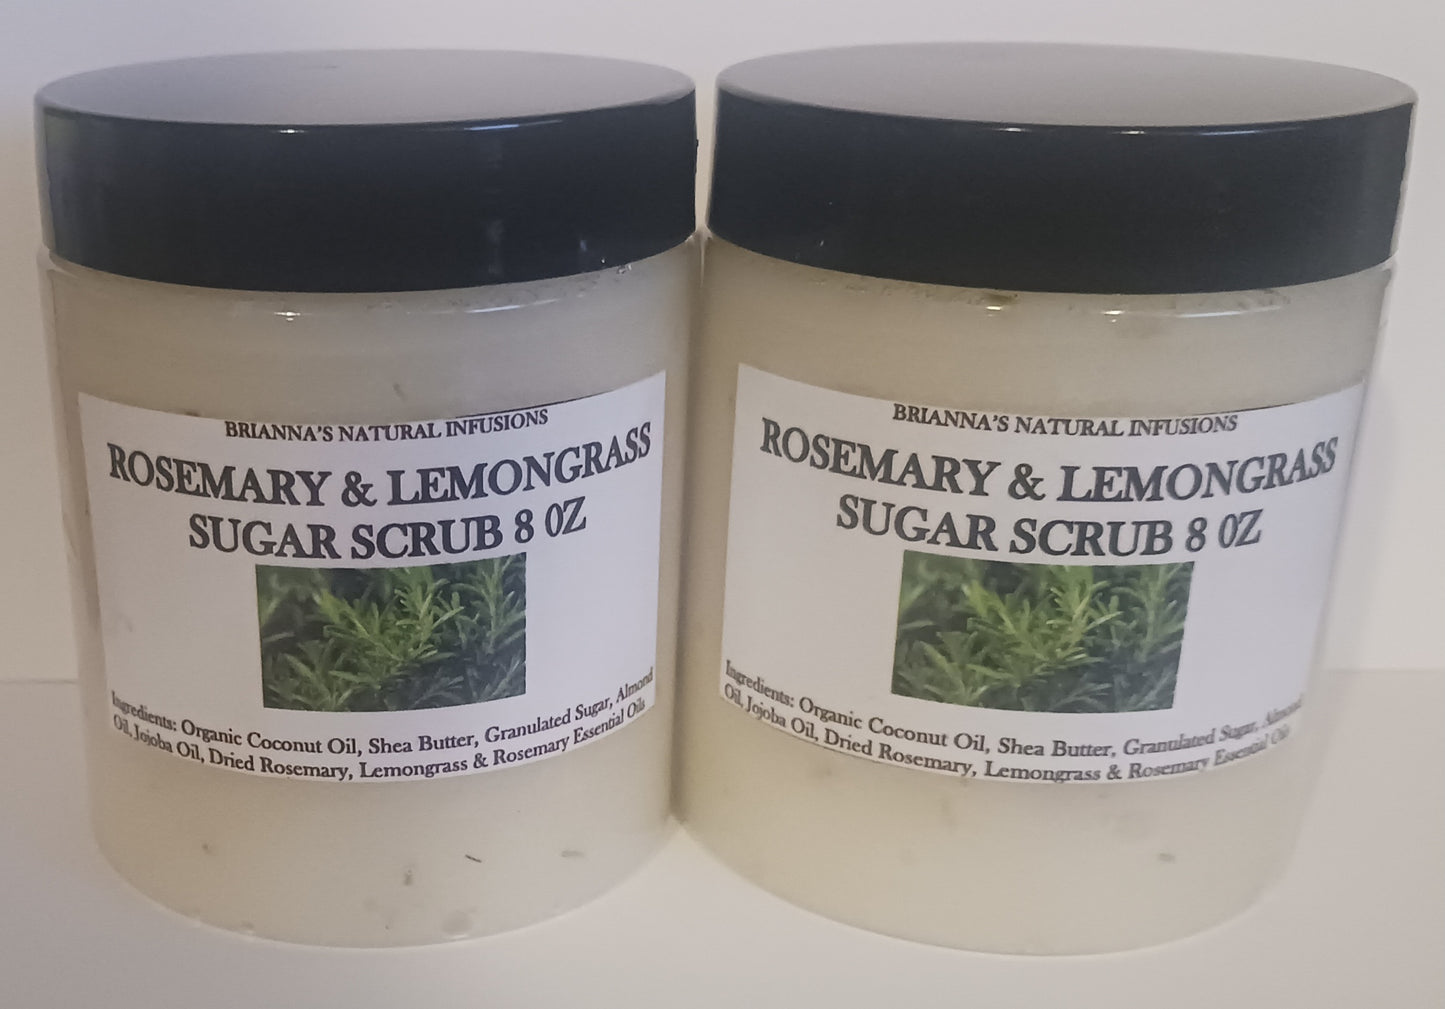 BRIANNA'S NATURAL INFUSIONS
ROSEMARY & LEMONGRASS
SUGAR SCRUB 8 OZ
Ingredients: Organic Coconut Oil, Shea Butter, Granulated Sugar, Almond
Oil, Jojoba Oil, Dried Rosemary, Lemongrass & Rosemary Essential Oils
BRIANNA'S NATURAL INFUSIONS
ROSEMARY & LEMONGRASS
SUGAR SCRUB 8 OZ
Ingredients: Organic Coconut Oil, Shea Butter, Granulated Sugar, Almond
Oil, Jojoba Oil, Dried Rosemary, Lemongrass & Rosemary Essential Oils